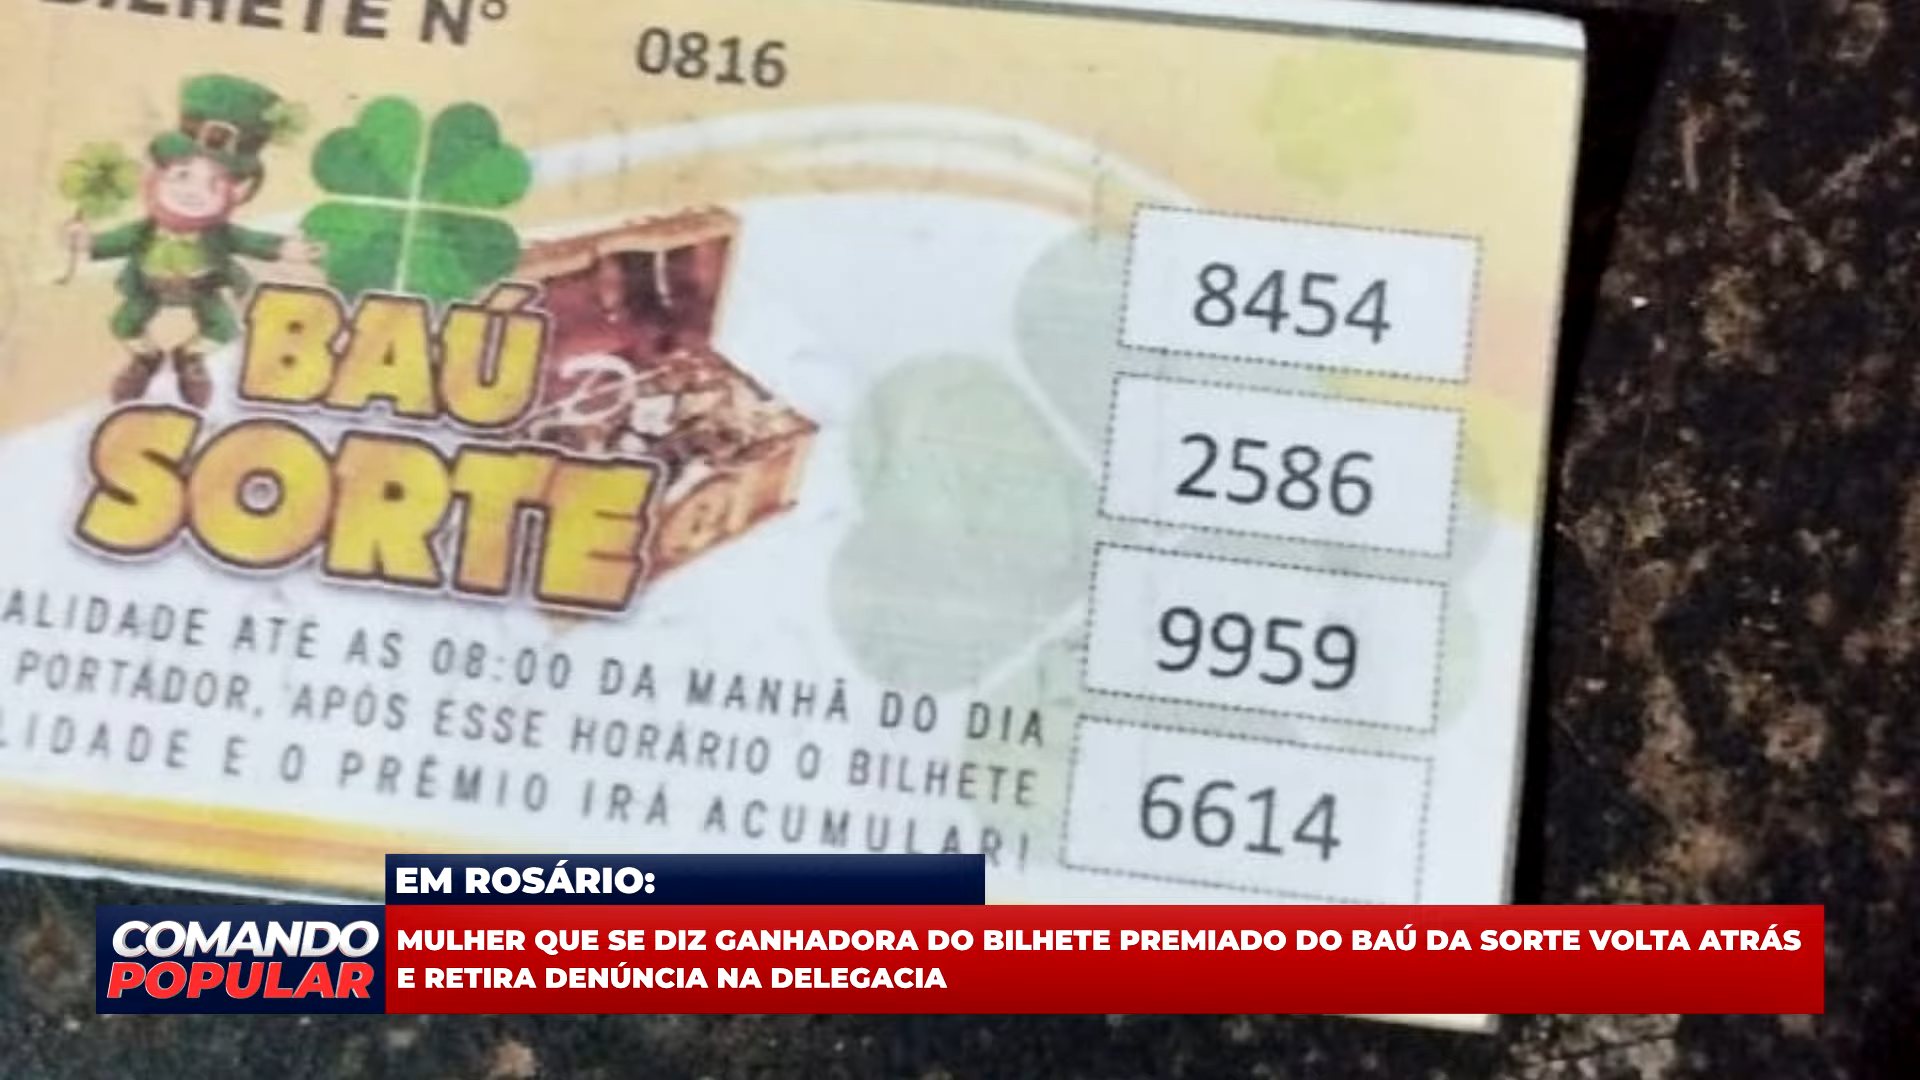 BILHETE Nº
0816
BAÚ
DA
SORTE
8454
2586
9959
6614
ALIDADE ATÉ AS 08:00 DA MANHÃ DO DIA
PORTADOR, APÓS ESSE HORÁRIO O BILHETE
LIDADE E O PRÊMIO IRÁ ACUMULAR!
EM ROSÁRIO:
COMANDO
POPULAR
MULHER QUE SE DIZ GANHADORA DO BILHETE PREMIADO DO BAÚ DA SORTE VOLTA ATRÁS
E RETIRA DENÚNCIA NA DELEGACIA